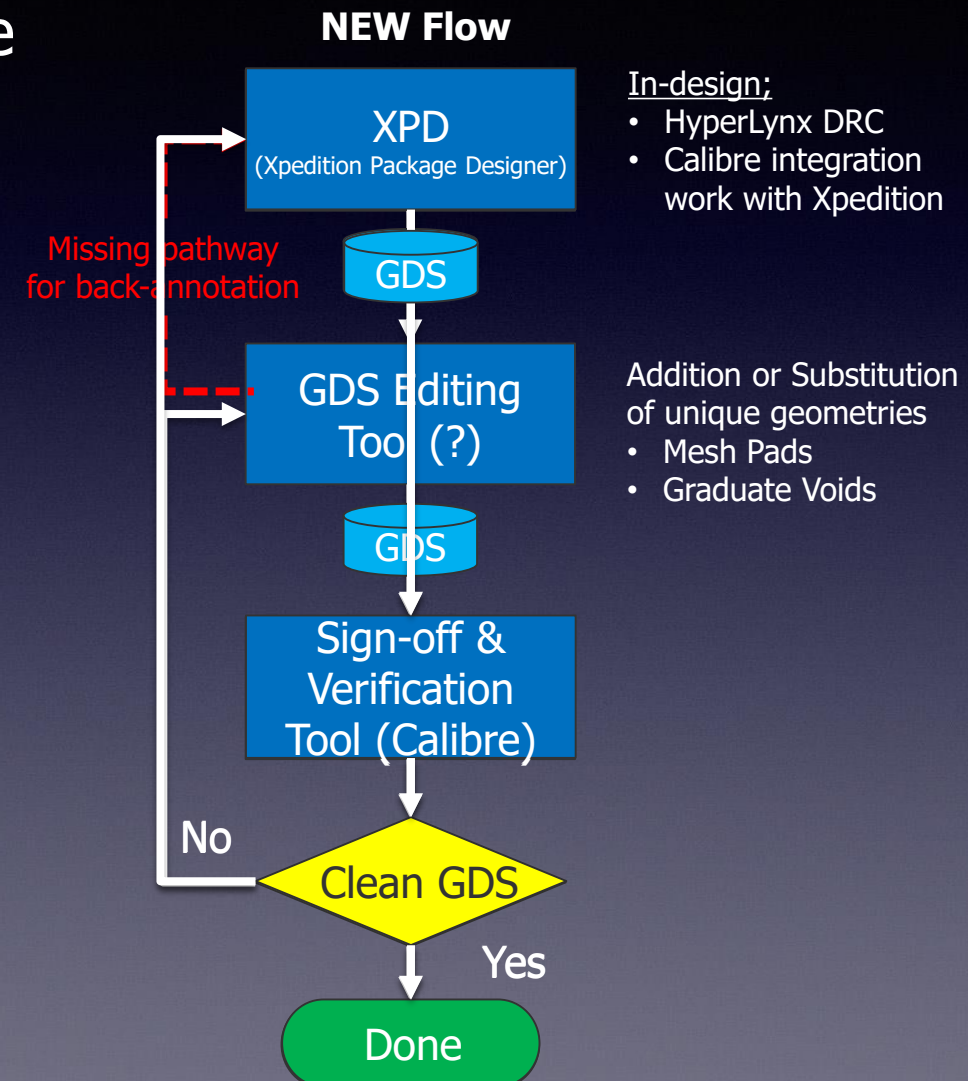 e
NEW Flow
XPD
(Xpedition Package Designer)
In-design;
• HyperLynx DRC
• Calibre integration
work with Xpedition
Missing pathway
for back-annotation
GDS
GDS Editing
Tool (?)
Addition or Substitution
of unique geometries
• Mesh Pads
• Graduate Voids
GDS
Sign-off &
Verification
Tool (Calibre)
No
Clean GDS
Yes
Done